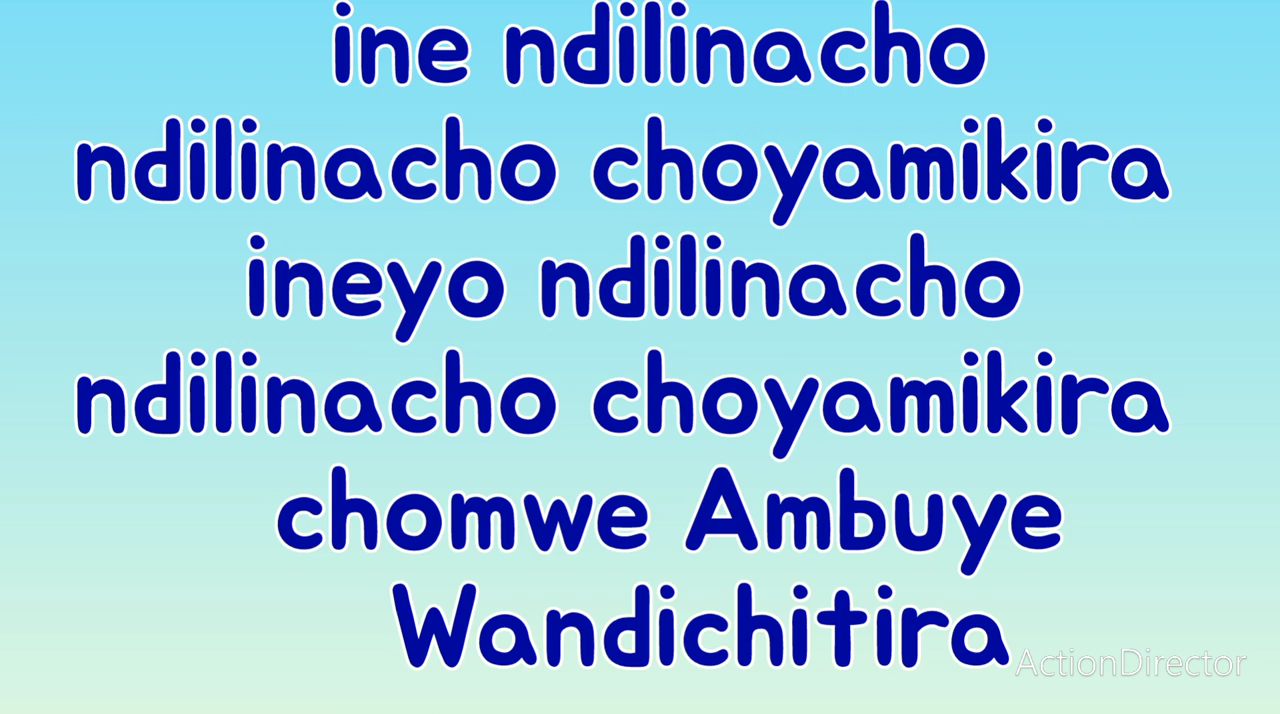 ine ndilinacho
ndilinacho choyamikira
ineyo ndilinacho
ndilinacho choyamikira
chomwe Ambuye
Wandichitira
ActionDirector